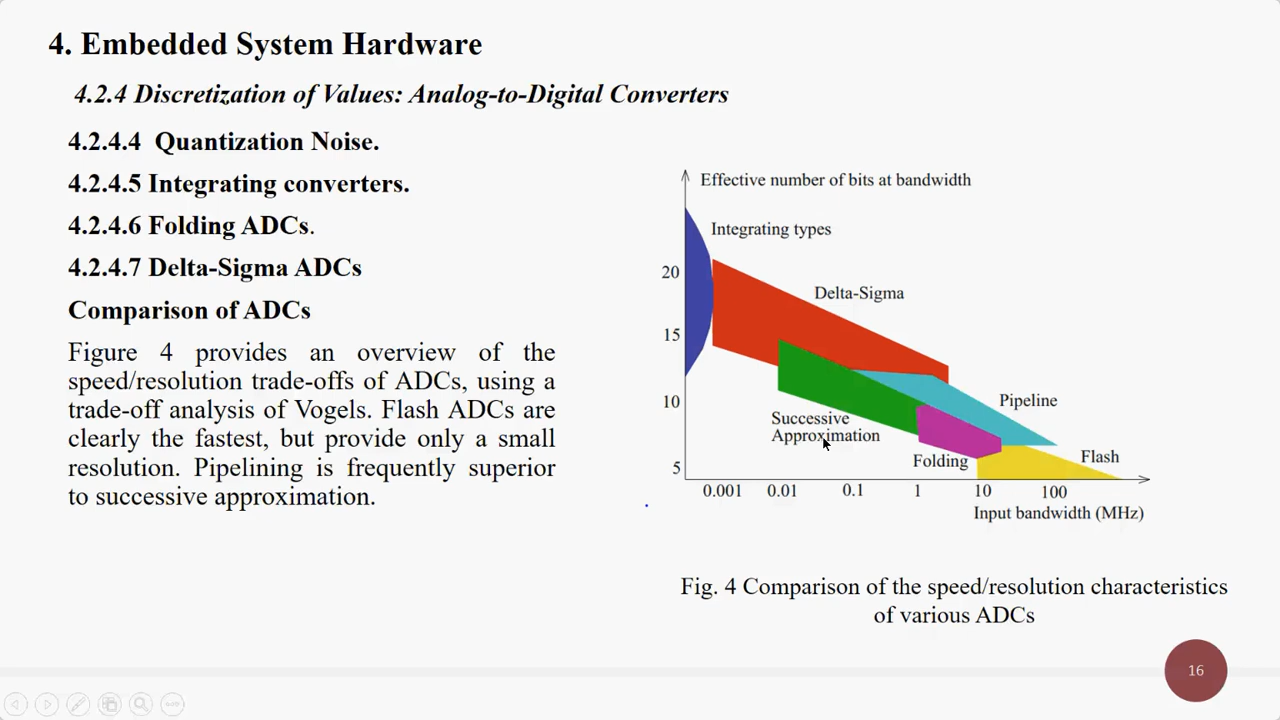 4. Embedded System Hardware
4.2.4 Discretization of Values: Analog-to-Digital Converters
4.2.4.4 Quantization Noise.
4.2.4.5 Integrating converters.
4.2.4.6 Folding ADCs.
4.2.4.7 Delta-Sigma ADCs
Comparison of ADCs
Figure 4 provides an overview of the
speed/resolution trade-offs of ADCs, using a
trade-off analysis of Vogels. Flash ADCs are
clearly the fastest, but provide only a small
resolution. Pipelining is frequently superior
to successive approximation.
Effective number of bits at bandwidth
Integrating types
20
Delta-Sigma
15
10
Pipeline
Successive
Approximation
Folding
Flash
5
0.001 0.01 0.1 1 10 100
Input bandwidth (MHz)
Fig. 4 Comparison of the speed/resolution characteristics
of various ADCs
16